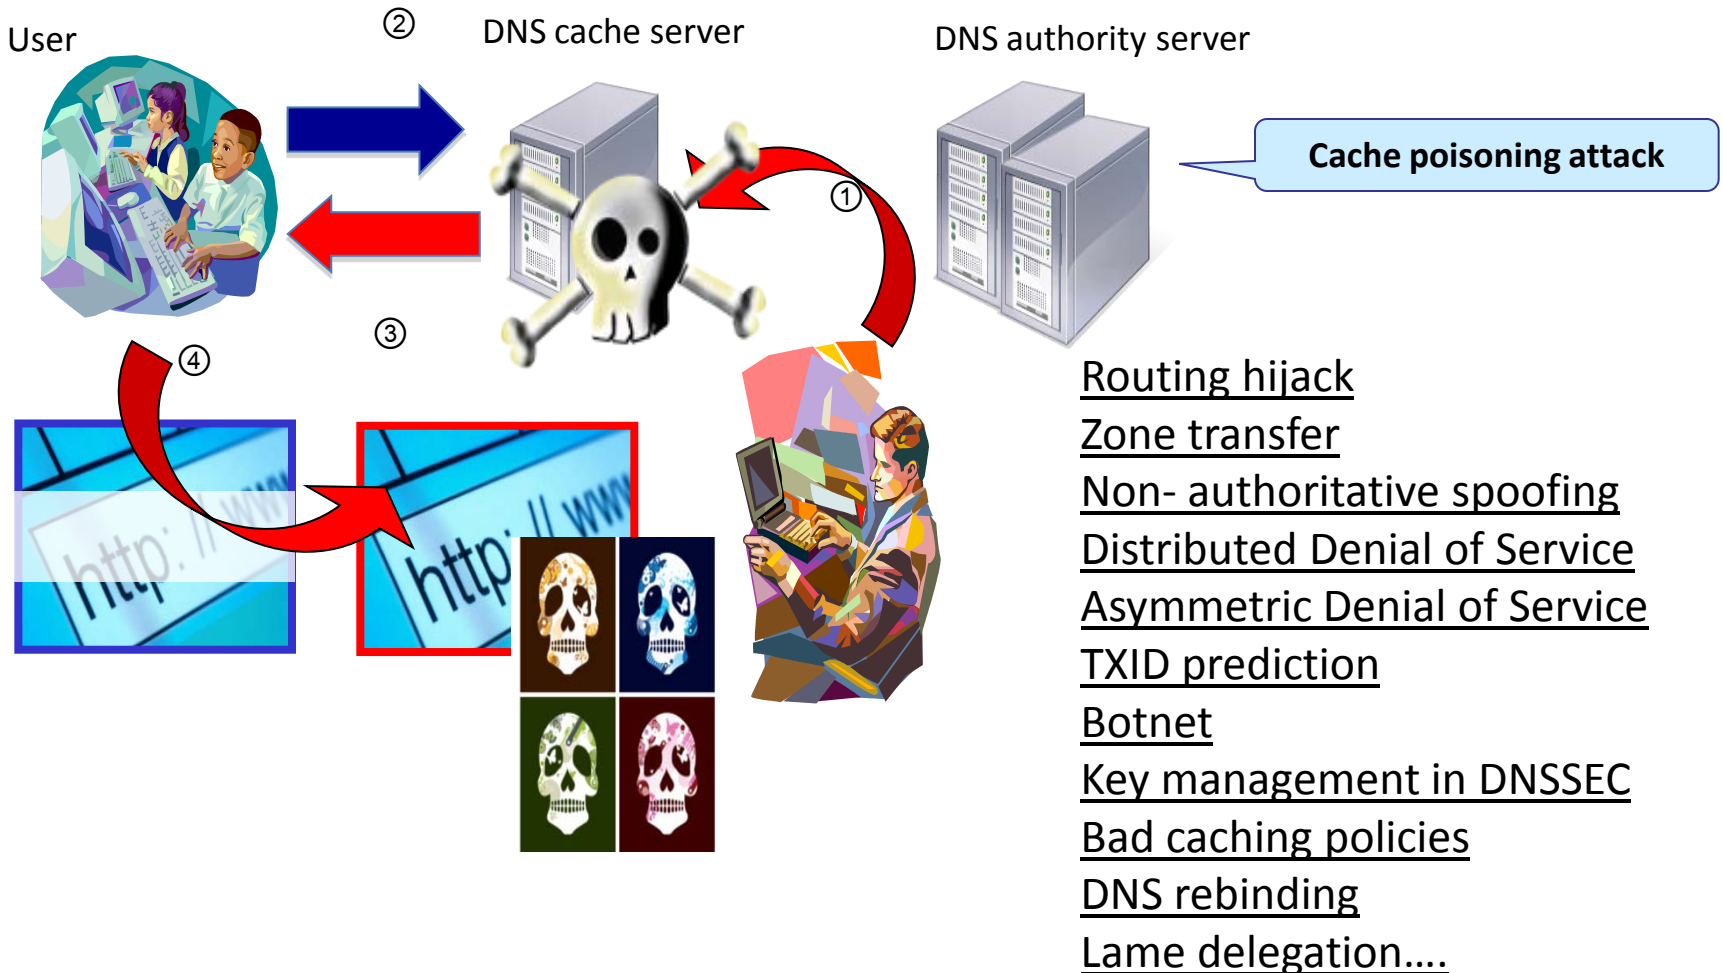 User
②
DNS cache server
DNS authority server
Cache poisoning attack
①
③
④
http: // www
http: // www
Routing hijack
Zone transfer
Non- authoritative spoofing
Distributed Denial of Service
Asymmetric Denial of Service
TXID prediction
Botnet
Key management in DNSSEC
Bad caching policies
DNS rebinding
Lame delegation....